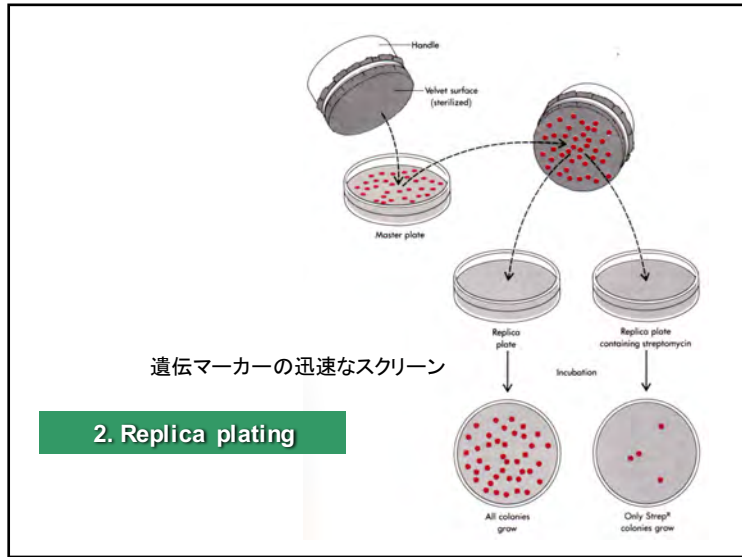 Handle
Velvet surface
(sterilized)
Master plate
Replica
plate
Replica plate
containing streptomycin
遺伝マーカーの迅速なスクリーン
Incubation
2. Replica plating
All colonies
grow
Only Strepᴿ
colonies grow